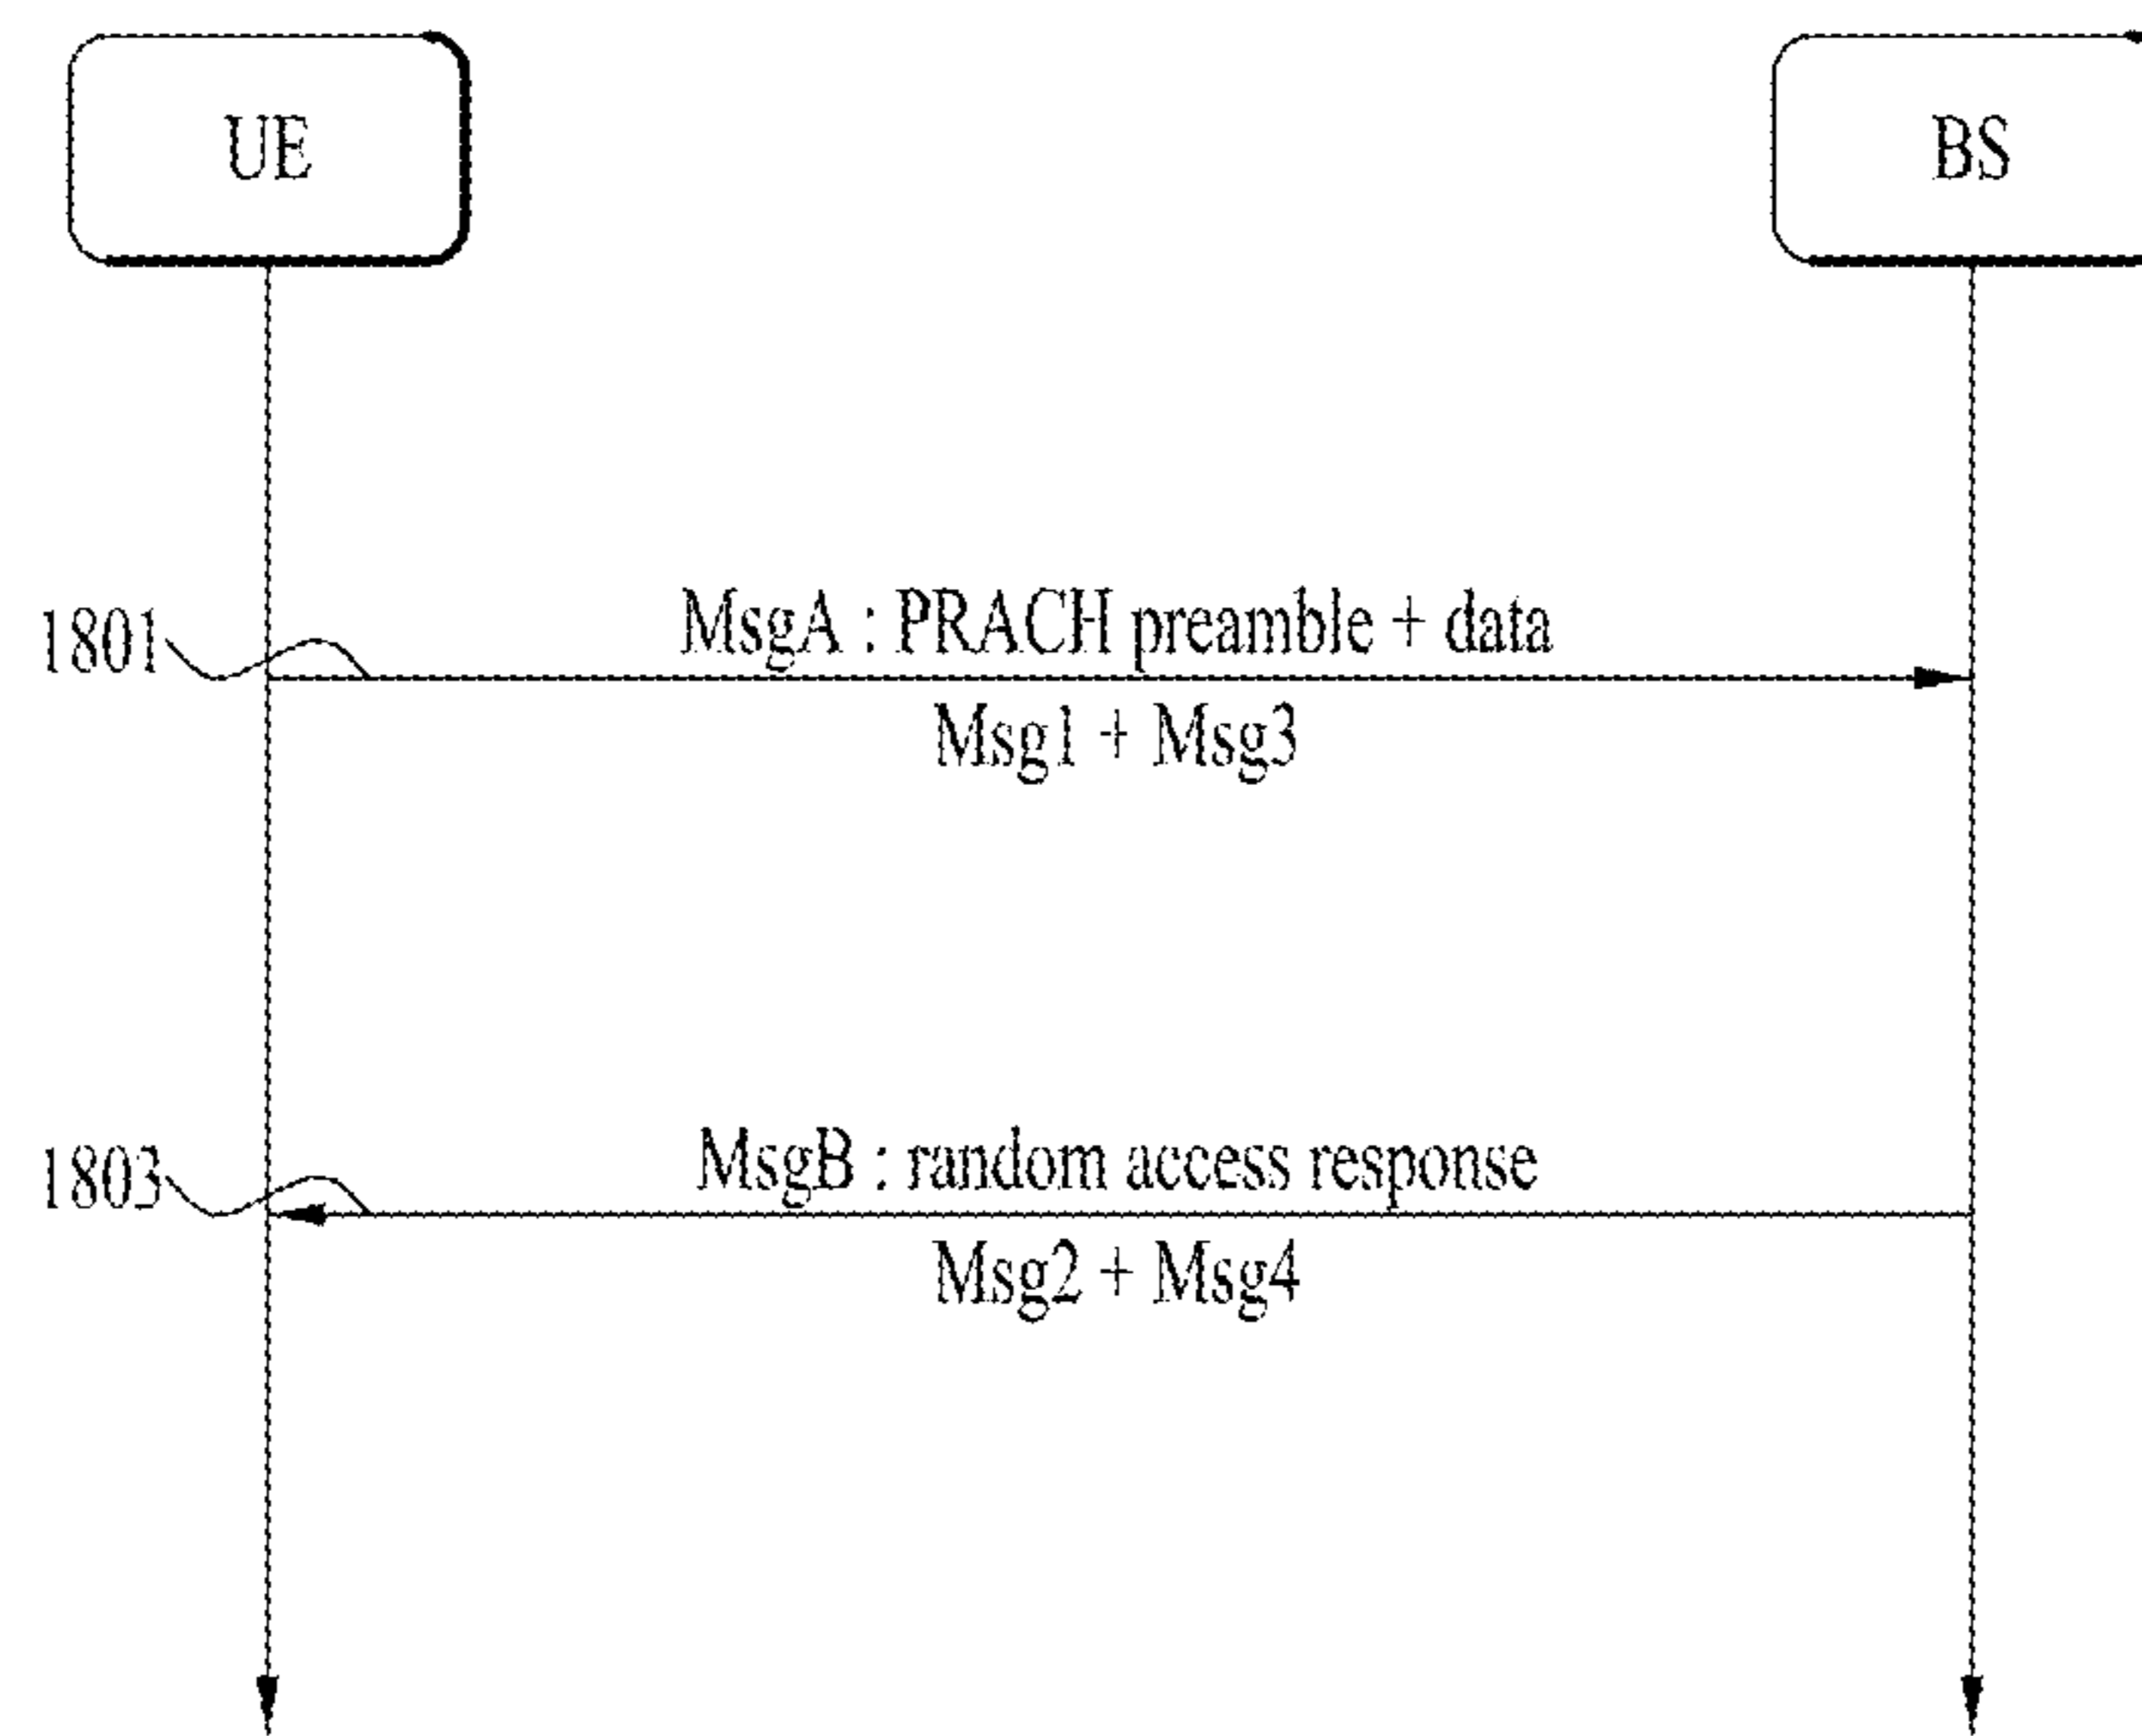 UE
BS
1801
MsgA : PRACH preamble + data
Msg1 + Msg3
1803
MsgB : random access response
Msg2 + Msg4